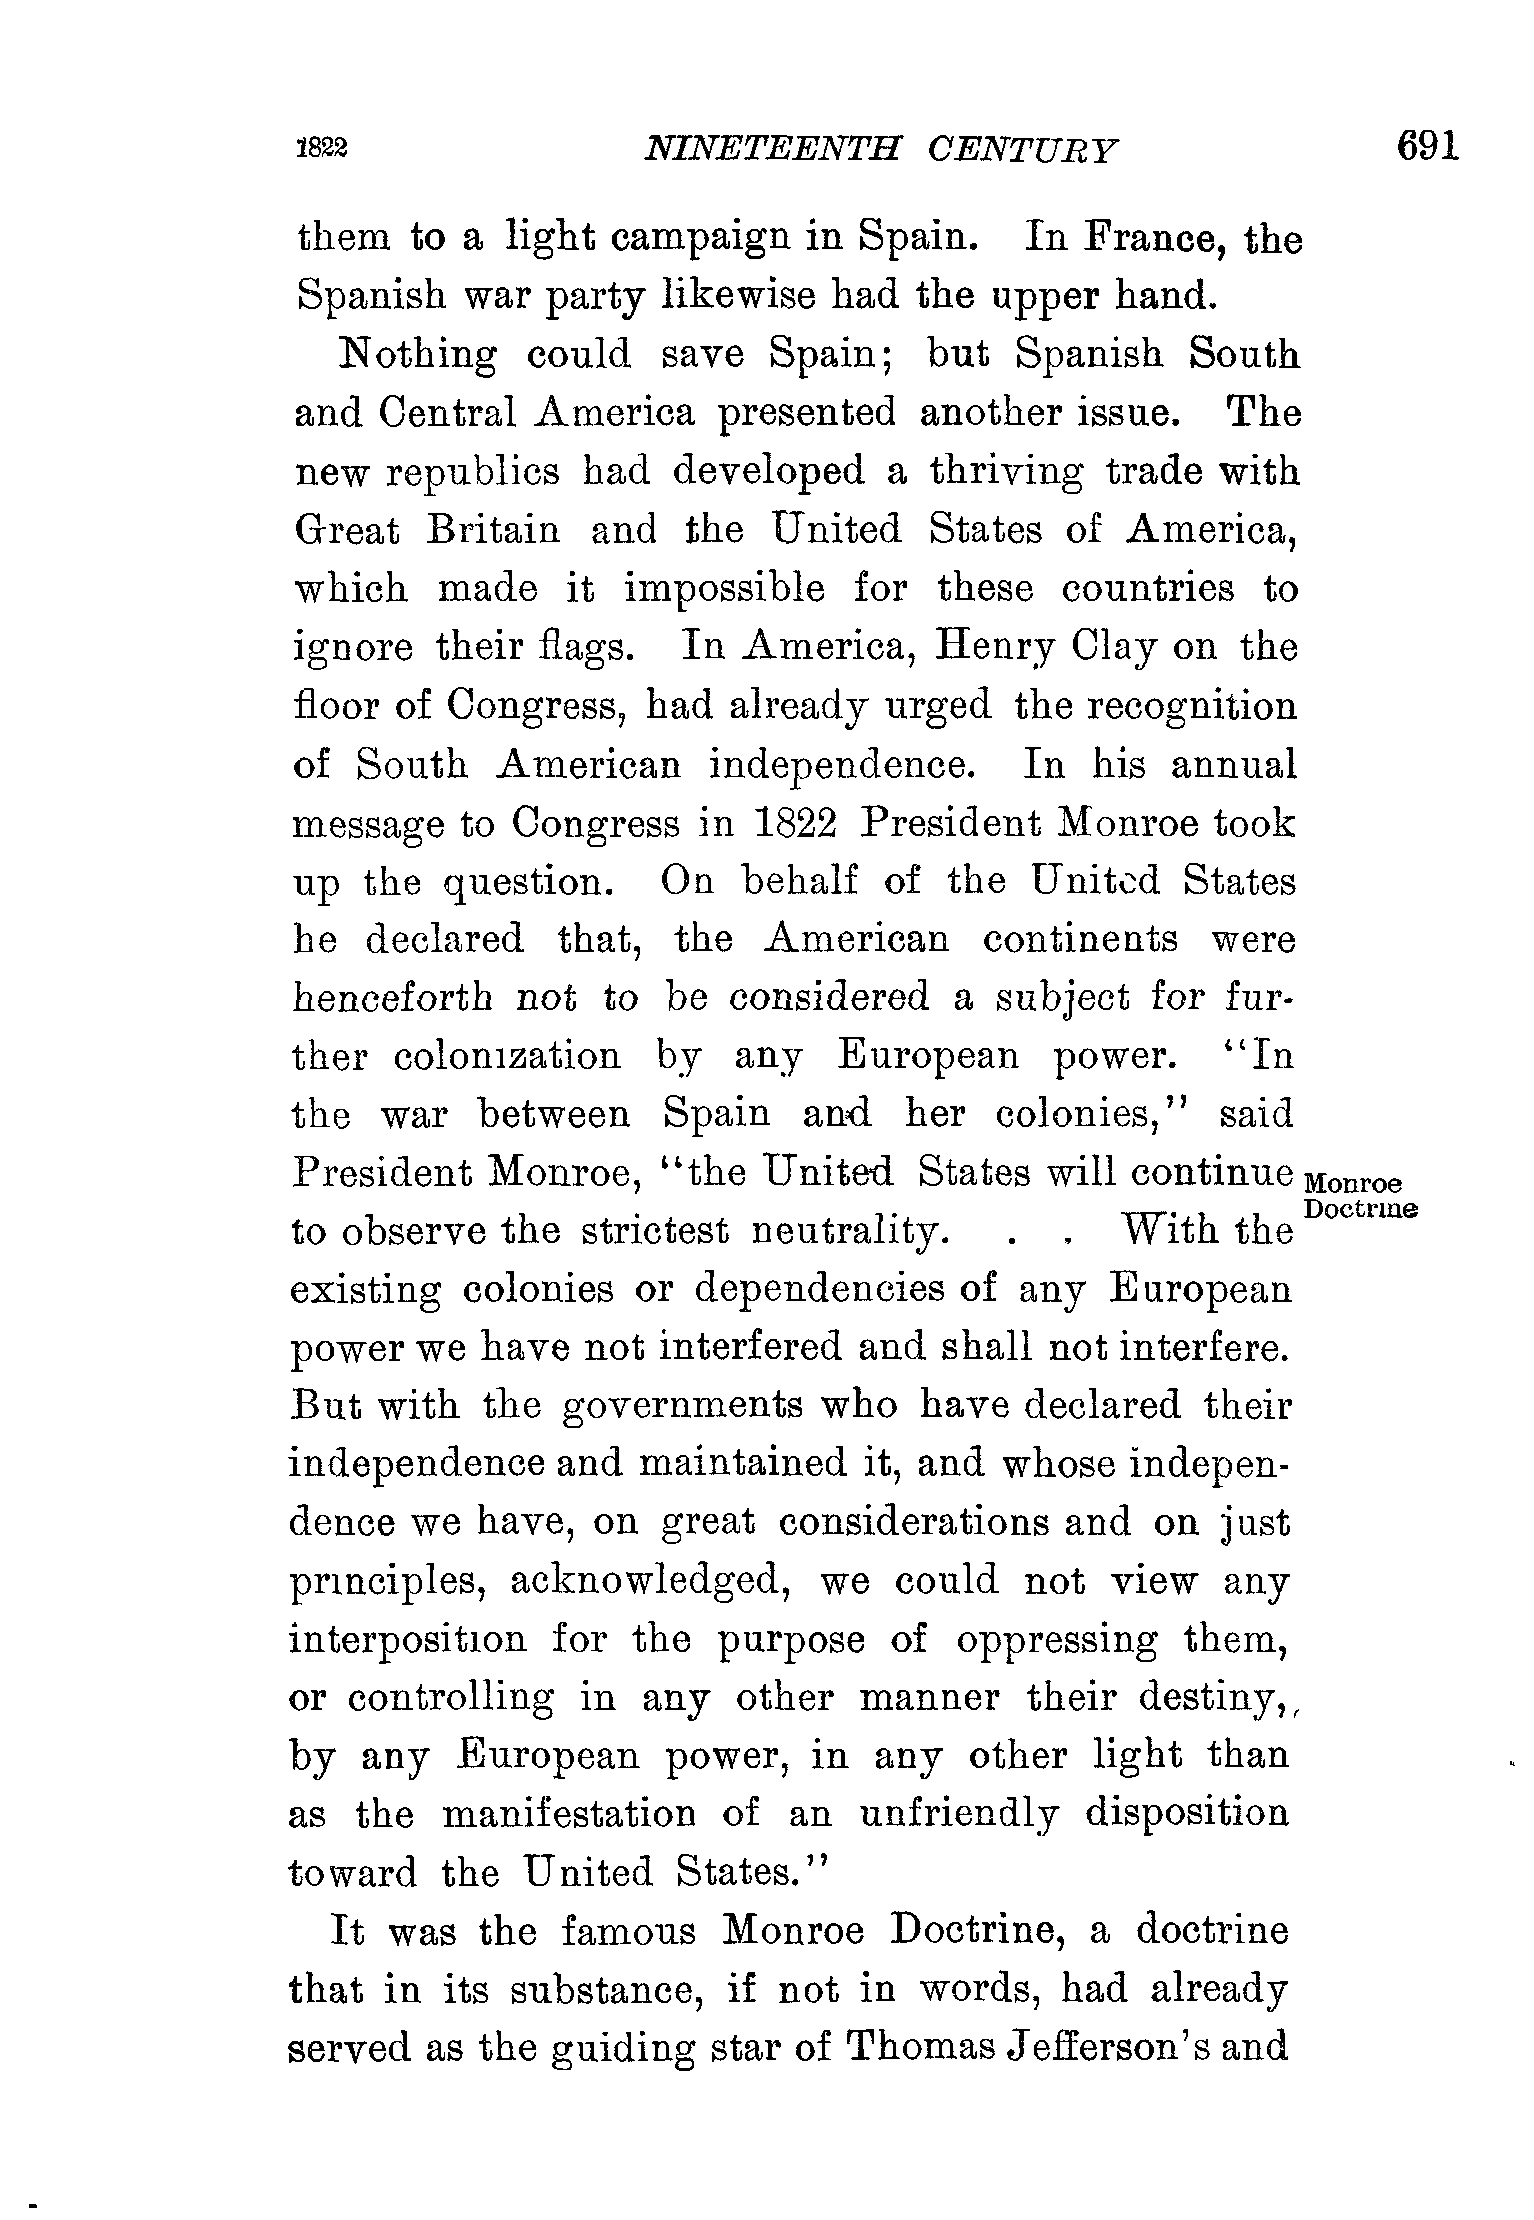 1822 NINETEENTH CENTURY 691
them to a light campaign in Spain. In France, the
Spanish war party likewise had the upper hand.
Nothing could save Spain; but Spanish South
and Central America presented another issue. The
new republics had developed a thriving trade with
Great Britain and the United States of America,
which made it impossible for these countries to
ignore their flags. In America, Henry Clay on the
floor of Congress, had already urged the recognition
of South American independence. In his annual
message to Congress in 1822 President Monroe took
up the question. On behalf of the United States
he declared that, the American continents were
henceforth not to be considered a subject for fur-
ther colonization by any European power. "In
the war between Spain and her colonies," said
President Monroe, "the United States will continue
to observe the strictest neutrality. . . With the
Monroe
Doctrine
existing colonies or dependencies of any European
power we have not interfered and shall not interfere.
But with the governments who have declared their
independence and maintained it, and whose indepen-
dence we have, on great considerations and on just
principles, acknowledged, we could not view any
interposition for the purpose of oppressing them,
or controlling in any other manner their destiny,
by any European power, in any other light than
as the manifestation of an unfriendly disposition
toward the United States."
It was the famous Monroe Doctrine, a doctrine
that in its substance, if not in words, had already
served as the guiding star of Thomas Jefferson's and